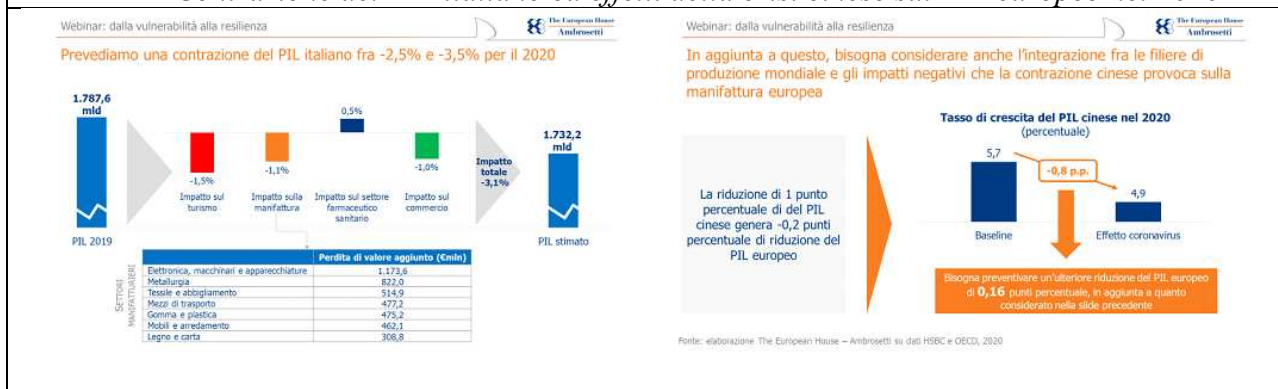 Webinar: dalla vulnerabilità alla resilienza
The European House
Ambrosetti
Prevediamo una contrazione del PIL italiano fra -2,5% e -3,5% per il 2020
1.787,6
mld
0,5%
1.732,2
mld
-1,5%
-1,1%
-1,0%
Impatto
totale
-3,1%
Impatto sul
turismo
Impatto sulla
manifattura
Impatto sul settore
farmaceutico
sanitario
Impatto sul
commercio
PIL 2019
PIL stimato
SETTORI
MANIFATTURIERI
Perdita di valore aggiunto (€mln)
Elettronica, macchinari e apparecchiature 1.173,6
Metallurgia 822,0
Tessile e abbigliamento 514,9
Mezzi di trasporto 477,2
Gomma e plastica 475,2
Mobili e arredamento 462,1
Legno e carta 308,8
Webinar: dalla vulnerabilità alla resilienza
The European House
Ambrosetti
In aggiunta a questo, bisogna considerare anche l'integrazione fra le filiere di
produzione mondiale e gli impatti negativi che la contrazione cinese provoca sulla
manifattura europea
La riduzione di 1 punto
percentuale di del PIL
cinese genera -0,2 punti
percentuale di riduzione del
PIL europeo
Tasso di crescita del PIL cinese nel 2020
(percentuale)
5,7
-0,8 p.p.
4,9
Baseline
Effetto coronavirus
Bisogna preventivare un'ulteriore riduzione del PIL europeo
di 0,16 punti percentuale, in aggiunta a quanto
considerato nella slide precedente
Fonte: elaborazione The European House – Ambrosetti su dati HSBC e OECD, 2020